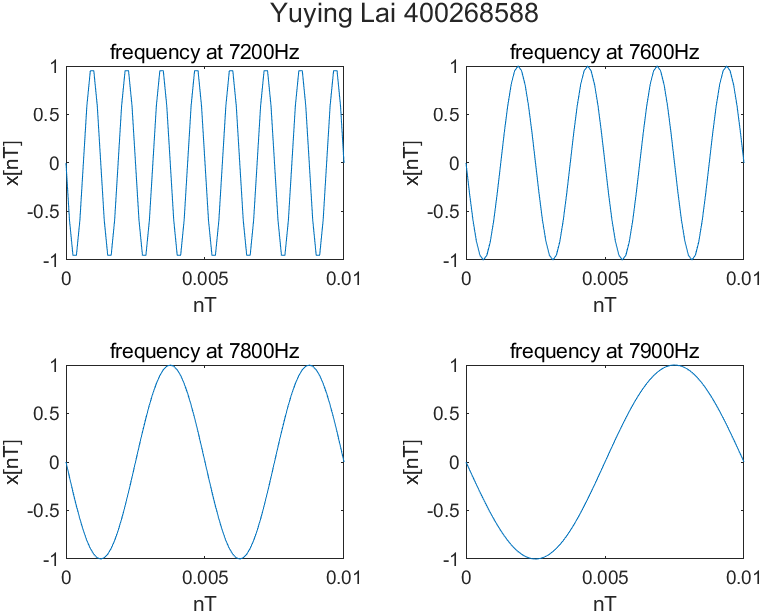 Yuying Lai 400268588
frequency at 7200Hz
1
0.5
0
-0.5
-1
x[nT]
0
0.005
0.01
nT
frequency at 7600Hz
1
0.5
0
-0.5
-1
x[nT]
0
0.005
0.01
nT
frequency at 7800Hz
1
0.5
0
-0.5
-1
x[nT]
0
0.005
0.01
nT
frequency at 7900Hz
1
0.5
0
-0.5
-1
x[nT]
0
0.005
0.01
nT